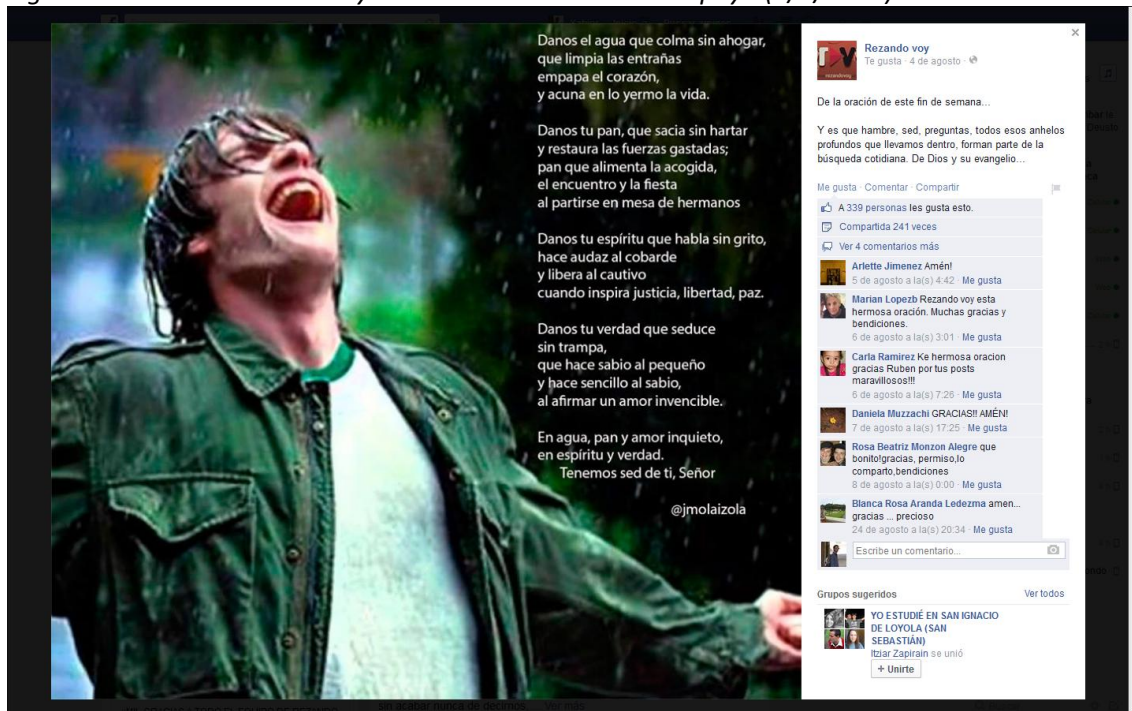 Danos el agua que colma sin ahogar,
que limpia las entrañas
empapa el corazón,
y acuna en lo yermo la vida.
Danos tu pan, que sacia sin hartar
y restaura las fuerzas gastadas;
pan que alimenta la acogida,
el encuentro y la fiesta
al partirse en mesa de hermanos
Danos tu espíritu que habla sin grito,
hace audaz al cobarde
y libera al cautivo
cuando inspira justicia, libertad, paz.
Danos tu verdad que seduce
sin trampa,
que hace sabio al pequeño
y hace sencillo al sabio,
al afirmar un amor invencible.
En agua, pan y amor inquieto,
en espíritu y verdad.
Tenemos sed de ti, Señor
@jmolaizola
Rezando voy
Te gusta · 4 de agosto ·
De la oración de este fin de semana...
Y es que hambre, sed, preguntas, todos esos anhelos
profundos que llevamos dentro, forman parte de la
búsqueda cotidiana. De Dios y su evangelio...
Me gusta · Comentar · Compartir
A 339 personas les gusta esto.
Compartida 241 veces
Ver 4 comentarios más
Arlette Jimenez Amén!
5 de agosto a la(s) 4:42 · Me gusta
Marian Lopezb Rezando voy esta
hermosa oración. Muchas gracias y
bendiciones.
6 de agosto a la(s) 3:01 · Me gusta
Carla Ramirez Ke hermosa oracion
gracias Ruben por tus posts
maravillosos!!!
6 de agosto a la(s) 7:26 · Me gusta
Daniela Muzzachi GRACIAS!! AMÉN!
7 de agosto a la(s) 17:25 · Me gusta
Rosa Beatriz Monzon Alegre que
bonito!gracias, permiso,lo
comparto,bendiciones
8 de agosto a la(s) 0:00 · Me gusta
Blanca Rosa Aranda Ledezma amen...
gracias ... precioso
24 de agosto a la(s) 20:34 · Me gusta
Escribe un comentario...
Grupos sugeridos
Ver todos
YO ESTUDIÉ EN SAN IGNACIO
DE LOYOLA (SAN
SEBASTIÁN)
Itziar Zapirain se unió
+ Unirte
sin acabar nunca de decirnos Ver más